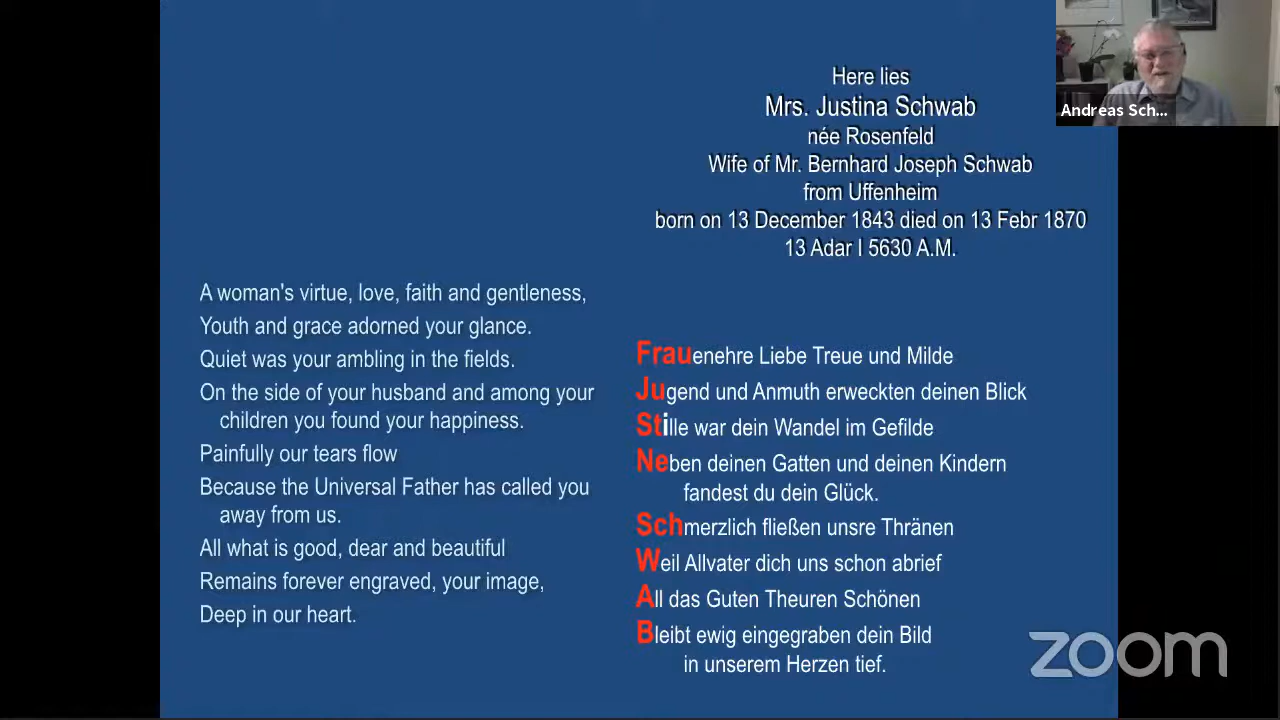 Here lies
Mrs. Justina Schwab
née Rosenfeld
Wife of Mr. Bernhard Joseph Schwab
from Uffenheim
born on 13 December 1843 died on 13 Febr 1870
13 Adar I 5630 A.M.
Andreas Sch...
A woman's virtue, love, faith and gentleness,
Youth and grace adorned your glance.
Quiet was your ambling in the fields.
On the side of your husband and among your
children you found your happiness.
Painfully our tears flow
Because the Universal Father has called you
away from us.
All what is good, dear and beautiful
Remains forever engraved, your image,
Deep in our heart.
Frauenehre Liebe Treue und Milde
Jugend und Anmuth erweckten deinen Blick
Stille war dein Wandel im Gefilde
Neben deinen Gatten und deinen Kindern
fandest du dein Glück.
Schmerzlich fließen unsre Thränen
Weil Allvater dich uns schon abrief
All das Guten Theuren Schönen
Bleibt ewig eingegraben dein Bild
in unserem Herzen tief.
zoom